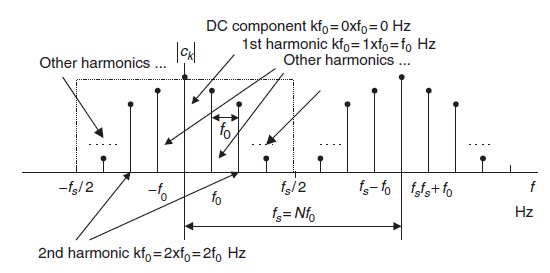 DC component kf₀=0xf₀=0 Hz
|cₖ|
1st harmonic kf₀=1xf₀=f₀ Hz
Other harmonics ...
Other harmonics ...
f₀
–fₛ/2
–f₀
f₀
fₛ/2
fₛ–f₀
fₛ
fₛ+f₀
f
Hz
fₛ=Nf₀
2nd harmonic kf₀=2xf₀=2f₀ Hz